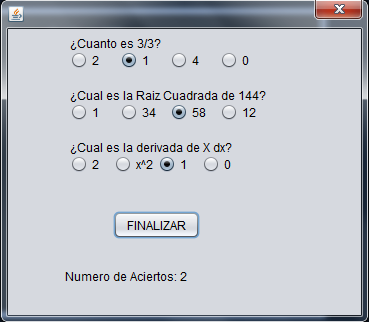 ¿Cuanto es 3/3?
2 1 4 0
¿Cual es la Raiz Cuadrada de 144?
1 34 58 12
¿Cual es la derivada de X dx?
2 x^2 1 0
FINALIZAR
Numero de Aciertos: 2